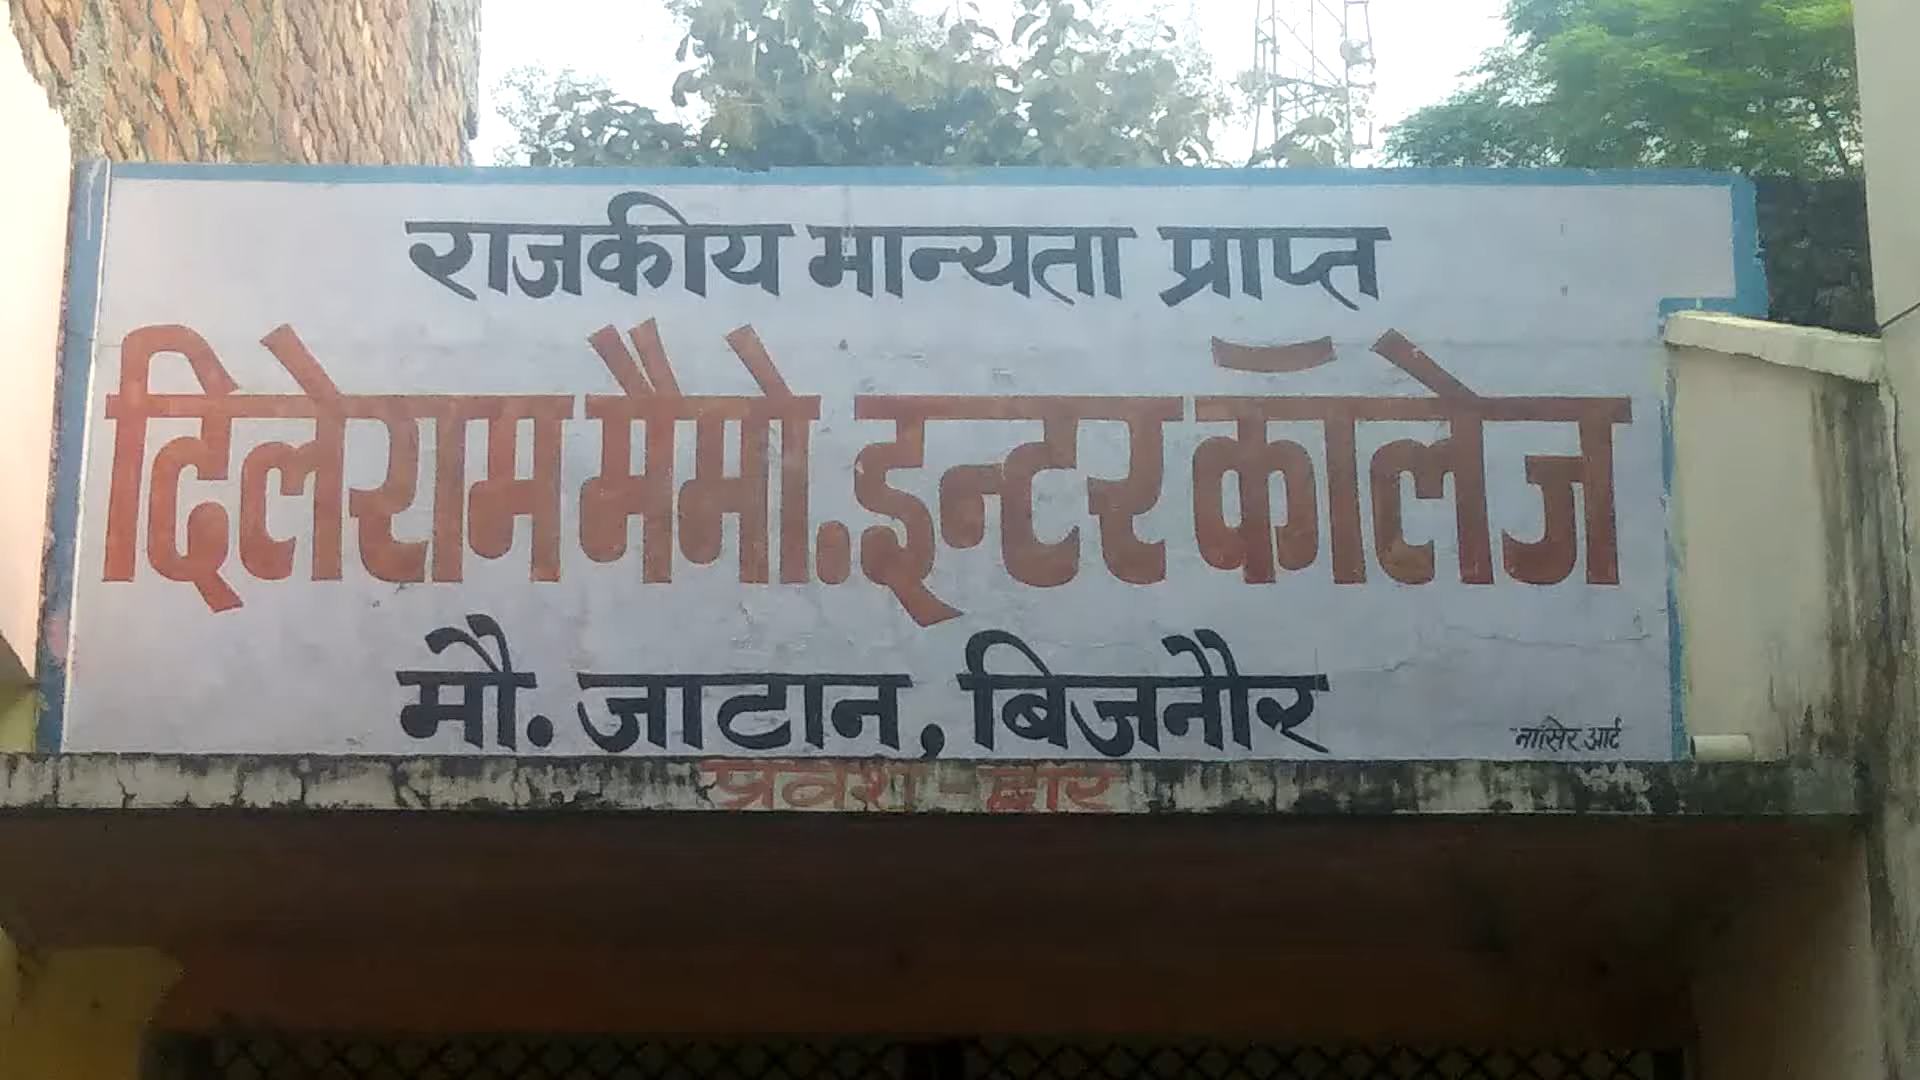 राजकीय मान्यता प्राप्त
दिलेराम मैमो. इन्टर कॉलेज
मौ. जाटान, बिजनौर
नासिर आर्ट
प्रवेश - द्वार